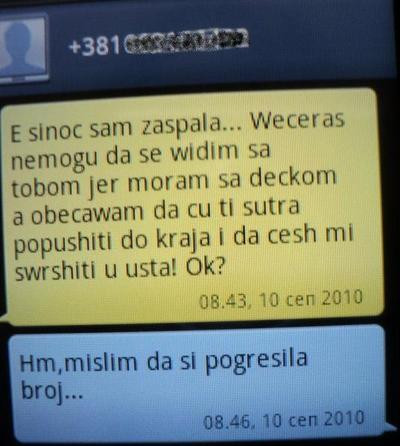 +381
E sinoc sam zaspala... Weceras
nemogu da se widim sa
tobom jer moram sa deckom
a obecawam da cu ti sutra
popushiti do kraja i da cesh mi
swrshiti u usta! Ok?
08.43, 10 сеп 2010
Hm,mislim da si pogresila
broj...
08.46, 10 сеп 2010